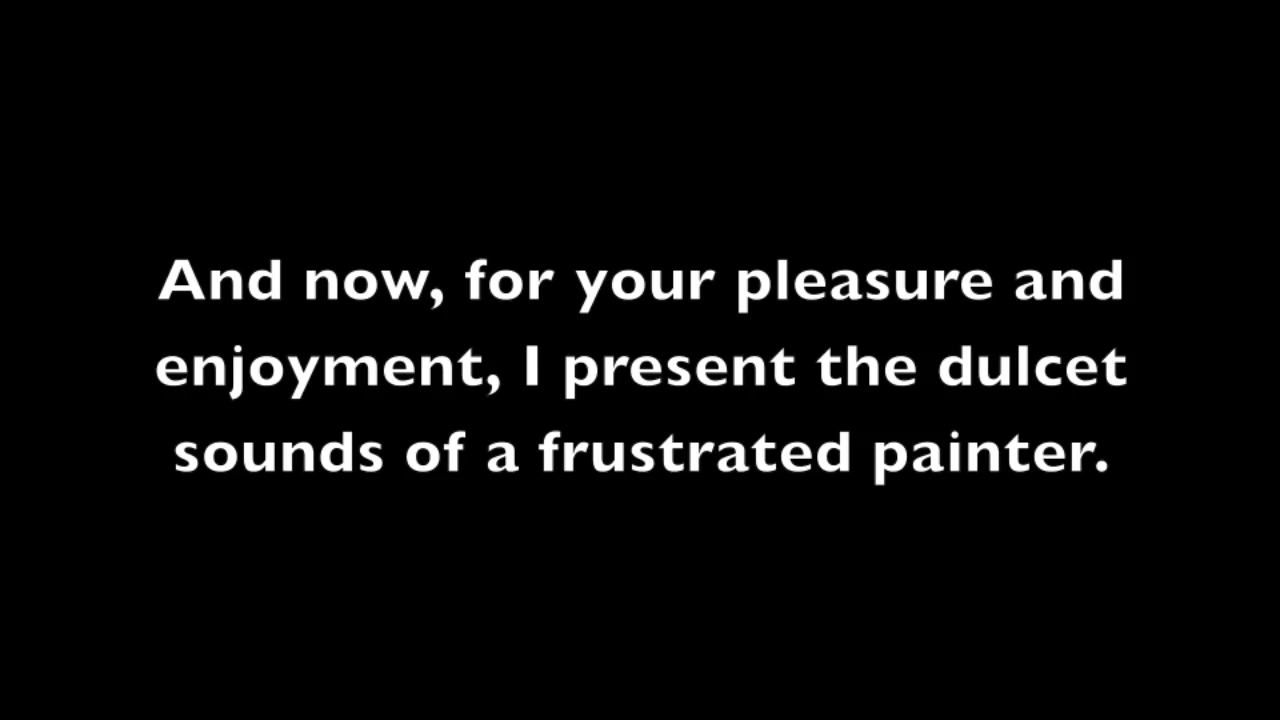 And now, for your pleasure and
enjoyment, I present the dulcet
sounds of a frustrated painter.